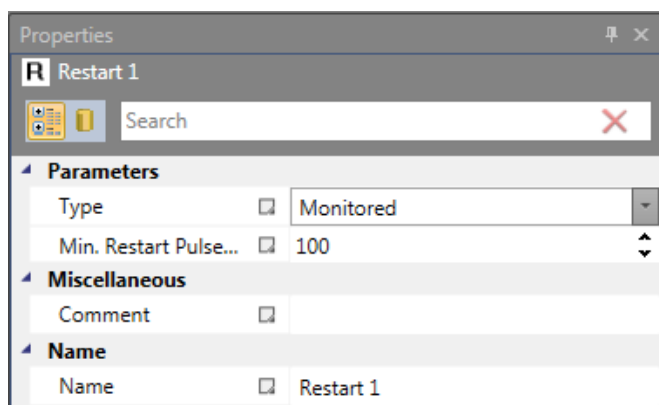 Properties
R Restart 1
Search
Parameters
Type Monitored
Min. Restart Pulse... 100
Miscellaneous
Comment
Name
Name Restart 1